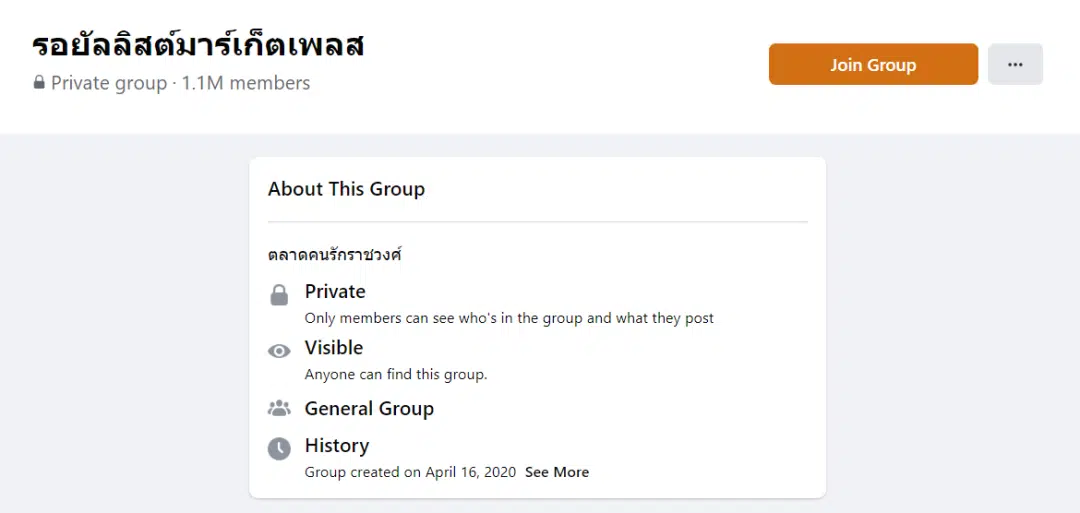 รอยัลลิสต์มาร์เก็ตเพลส
Private group · 1.1M members
Join Group
About This Group
ตลาดคนรักราชวงศ์
Private
Only members can see who's in the group and what they post
Visible
Anyone can find this group.
General Group
History
Group created on April 16, 2020 See More